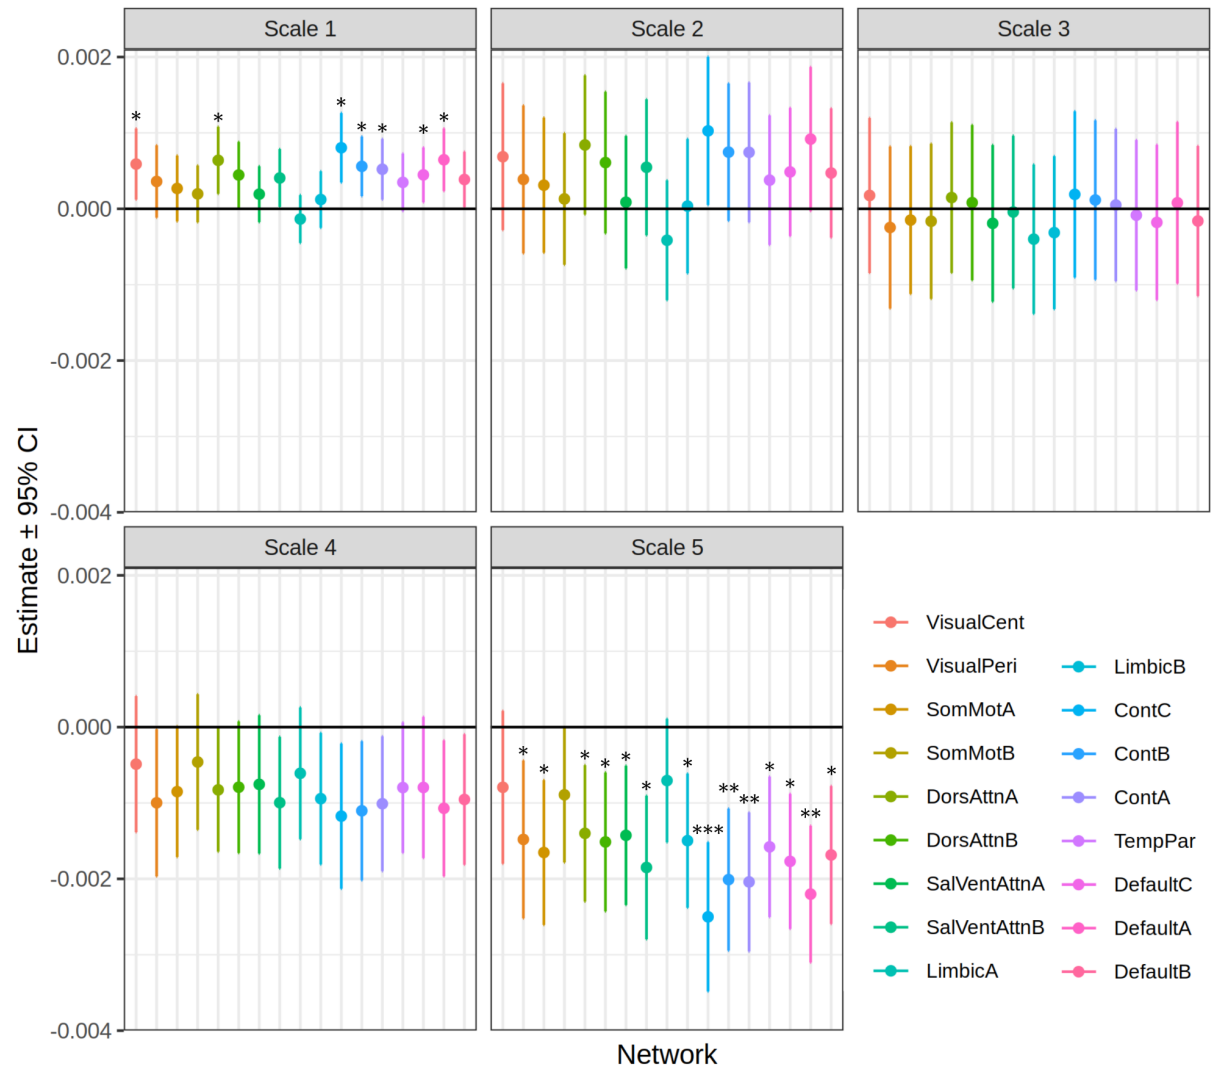 Scale 1
Scale 2
Scale 3
0.002
0.000
-0.002
-0.004
* * * * * * *
Estimate ± 95% CI
Scale 4
Scale 5
0.002
0.000
-0.002
-0.004
* * * * * * * *** ** ** * * ** *
Network
VisualCent
VisualPeri
SomMotA
SomMotB
DorsAttnA
DorsAttnB
SalVentAttnA
SalVentAttnB
LimbicA
LimbicB
ContC
ContB
ContA
TempPar
DefaultC
DefaultA
DefaultB